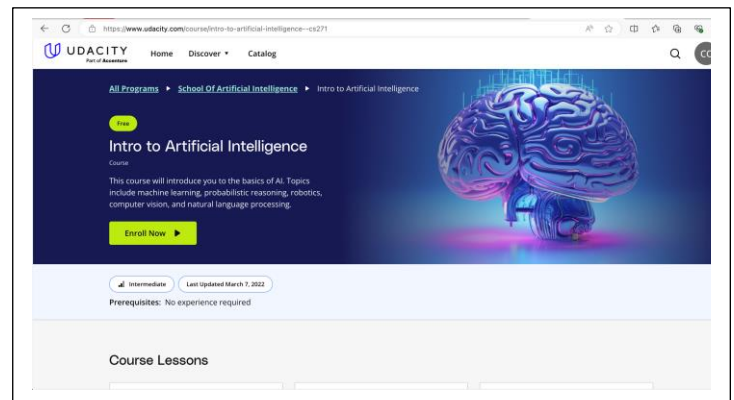 https://www.udacity.com/course/intro-to-artificial-intelligence--cs271
UDACITY
Part of Accenture
Home Discover Catalog
CC
All Programs School Of Artificial Intelligence Intro to Artificial Intelligence
Free
Intro to Artificial Intelligence
Course
This course will introduce you to the basics of AI. Topics
include machine learning, probabilistic reasoning, robotics,
computer vision, and natural language processing.
Enroll Now
Intermediate Last Updated March 7, 2022
Prerequisites: No experience required
Course Lessons